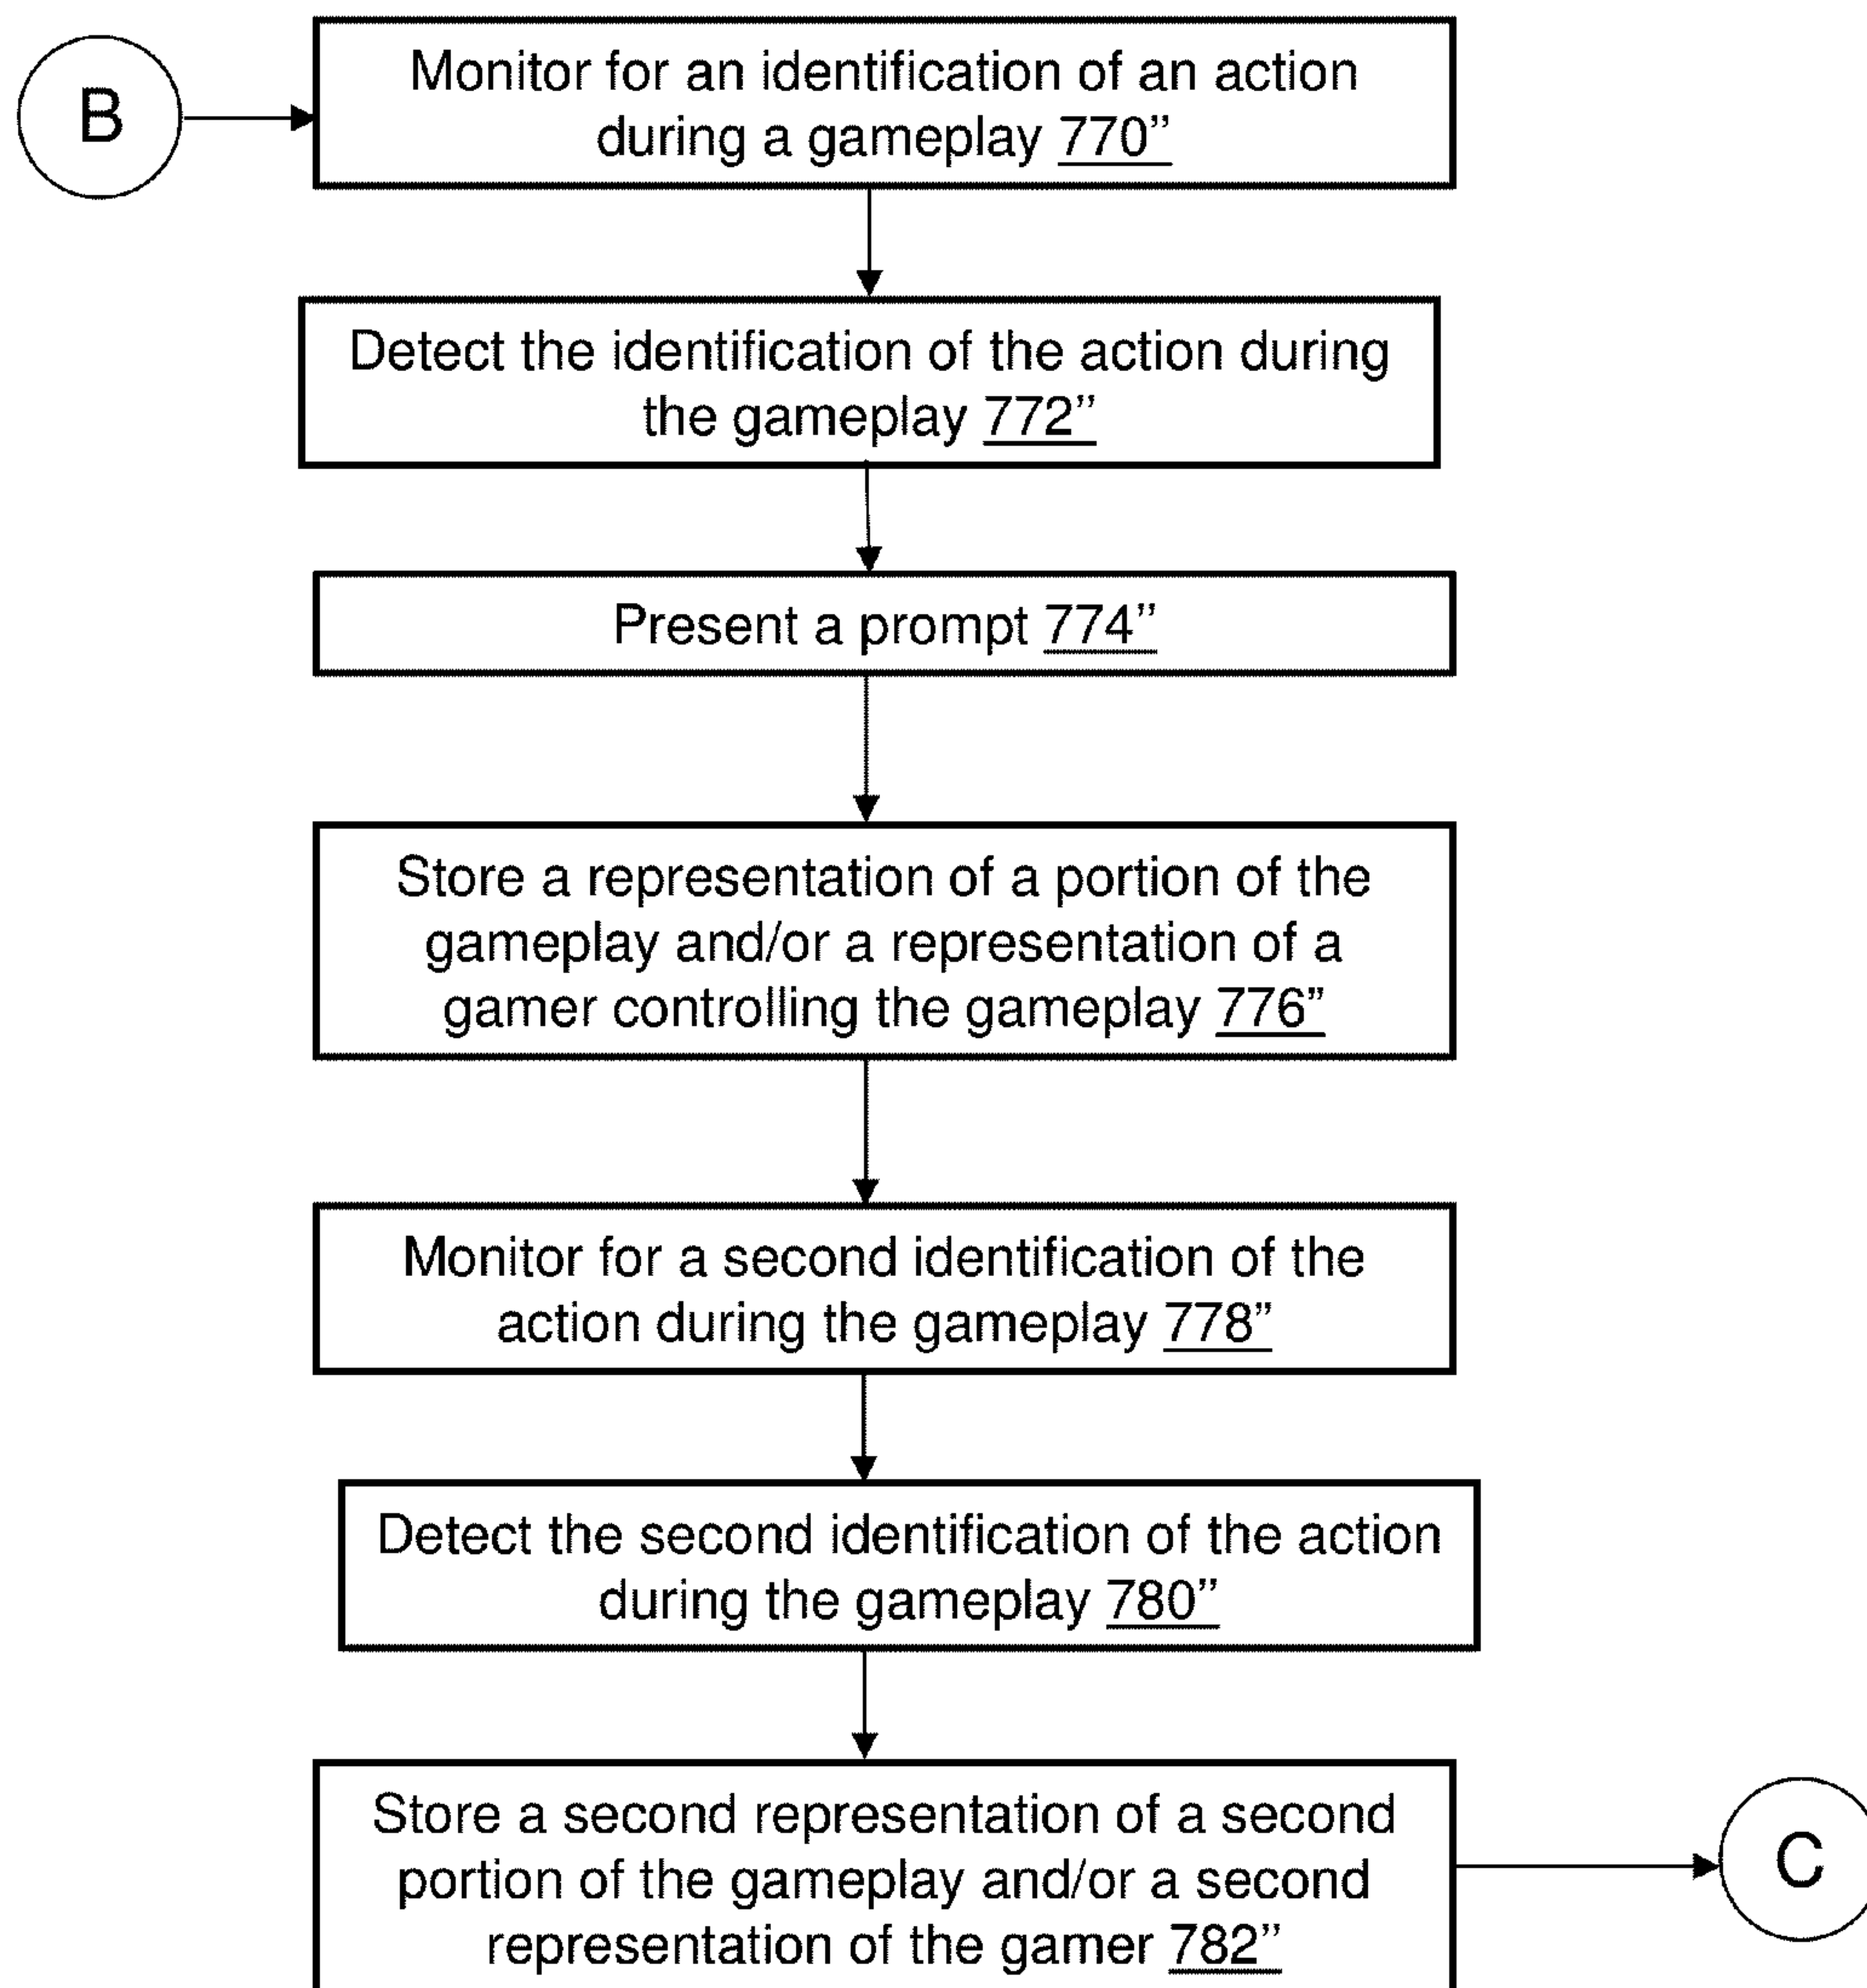 B
Monitor for an identification of an action
during a gameplay 770”
Detect the identification of the action during
the gameplay 772”
Present a prompt 774”
Store a representation of a portion of the
gameplay and/or a representation of a
gamer controlling the gameplay 776”
Monitor for a second identification of the
action during the gameplay 778”
Detect the second identification of the action
during the gameplay 780”
Store a second representation of a second
portion of the gameplay and/or a second
representation of the gamer 782”
C